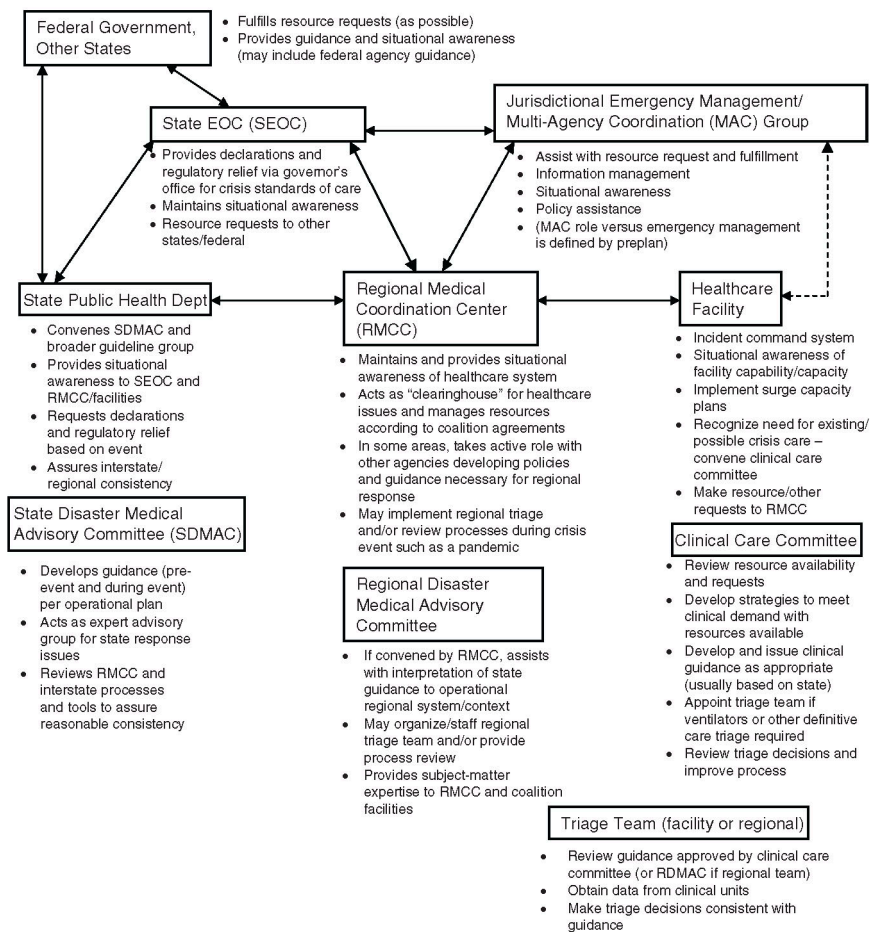 Federal Government,
Other States
• Fulfills resource requests (as possible)
• Provides guidance and situational awareness
(may include federal agency guidance)
State EOC (SEOC)
• Provides declarations and
regulatory relief via governor's
office for crisis standards of care
• Maintains situational awareness
• Resource requests to other
states/federal
Jurisdictional Emergency Management/
Multi-Agency Coordination (MAC) Group
• Assist with resource request and fulfillment
• Information management
• Situational awareness
• Policy assistance
• (MAC role versus emergency management
is defined by preplan)
State Public Health Dept
• Convenes SDMAC and
broader guideline group
• Provides situational
awareness to SEOC and
RMCC/facilities
• Requests declarations
and regulatory relief
based on event
• Assures interstate/
regional consistency
State Disaster Medical
Advisory Committee (SDMAC)
• Develops guidance (pre-
event and during event)
per operational plan
• Acts as expert advisory
group for state response
issues
• Reviews RMCC and
interstate processes
and tools to assure
reasonable consistency
Regional Medical
Coordination Center
(RMCC)
• Maintains and provides situational
awareness of healthcare system
• Acts as “clearinghouse” for healthcare
issues and manages resources
according to coalition agreements
• In some areas, takes active role with
other agencies developing policies
and guidance necessary for regional
response
• May implement regional triage
and/or review processes during crisis
event such as a pandemic
Regional Disaster
Medical Advisory
Committee
• If convened by RMCC, assists
with interpretation of state
guidance to operational
regional system/context
• May organize/staff regional
triage team and/or provide
process review
• Provides subject-matter
expertise to RMCC and coalition
facilities
Healthcare
Facility
• Incident command system
• Situational awareness of
facility capability/capacity
• Implement surge capacity
plans
• Recognize need for existing/
possible crisis care –
convene clinical care
committee
• Make resource/other
requests to RMCC
Clinical Care Committee
• Review resource availability
and requests
• Develop strategies to meet
clinical demand with
resources available
• Develop and issue clinical
guidance as appropriate
(usually based on state)
• Appoint triage team if
ventilators or other definitive
care triage required
• Review triage decisions and
improve process
Triage Team (facility or regional)
• Review guidance approved by clinical care
committee (or RDMAC if regional team)
• Obtain data from clinical units
• Make triage decisions consistent with
guidance